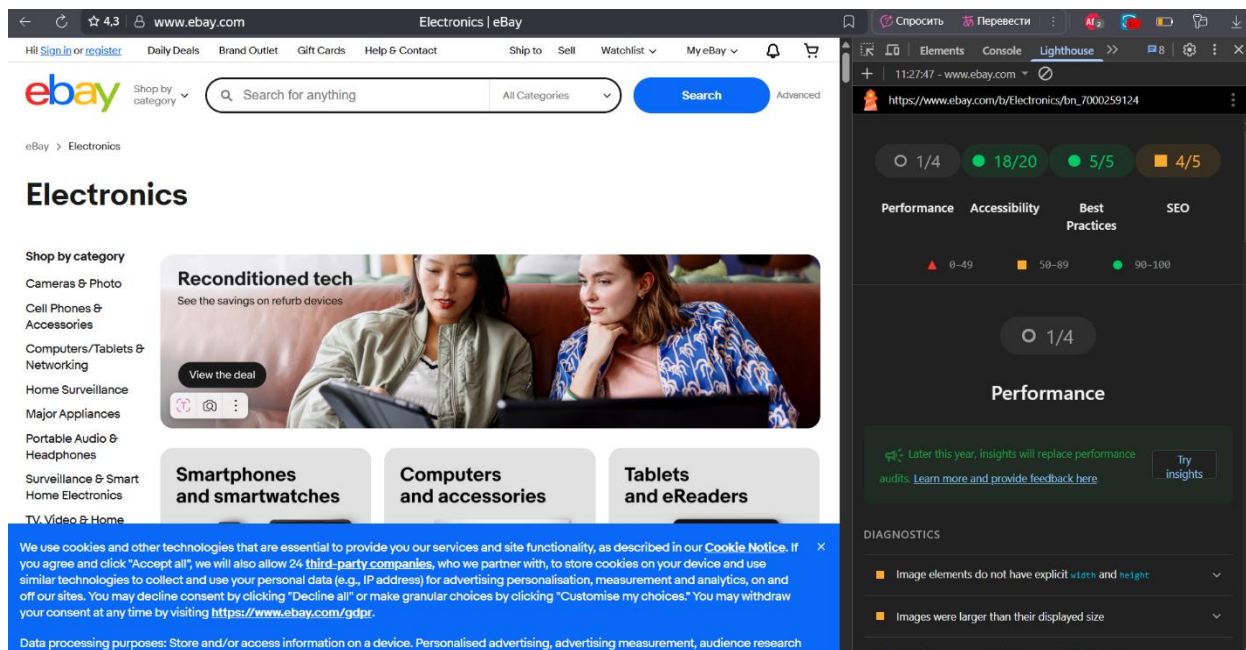 4,3 www.ebay.com Electronics | eBay Спросить Перевести
Hi! Sign in or register Daily Deals Brand Outlet Gift Cards Help & Contact Ship to Sell Watchlist My eBay
ebay Shop by category Search for anything All Categories Search Advanced
eBay > Electronics
Electronics
Shop by category
Cameras & Photo
Cell Phones &
Accessories
Computers/Tablets &
Networking
Home Surveillance
Major Appliances
Portable Audio &
Headphones
Surveillance & Smart
Home Electronics
TV, Video & Home
Reconditioned tech
See the savings on refurb devices
View the deal
Smartphones
and smartwatches
Computers
and accessories
Tablets
and eReaders
We use cookies and other technologies that are essential to provide you our services and site functionality, as described in our Cookie Notice. If
you agree and click "Accept all", we will also allow 24 third-party companies, who we partner with, to store cookies on your device and use
similar technologies to collect and use your personal data (e.g., IP address) for advertising personalisation, measurement and analytics, on and
off our sites. You may decline consent by clicking "Decline all" or make granular choices by clicking "Customise my choices." You may withdraw
your consent at any time by visiting https://www.ebay.com/gdpr.
Data processing purposes: Store and/or access information on a device. Personalised advertising, advertising measurement, audience research
Elements Console Lighthouse 8
11:27:47 - www.ebay.com
https://www.ebay.com/b/Electronics/bn_7000259124
1/4 18/20 5/5 4/5
Performance Accessibility Best Practices SEO
0–49 50–89 90–100
1/4
Performance
Later this year, insights will replace performance
audits. Learn more and provide feedback here.
Try
insights
DIAGNOSTICS
Image elements do not have explicit width and height
Images were larger than their displayed size